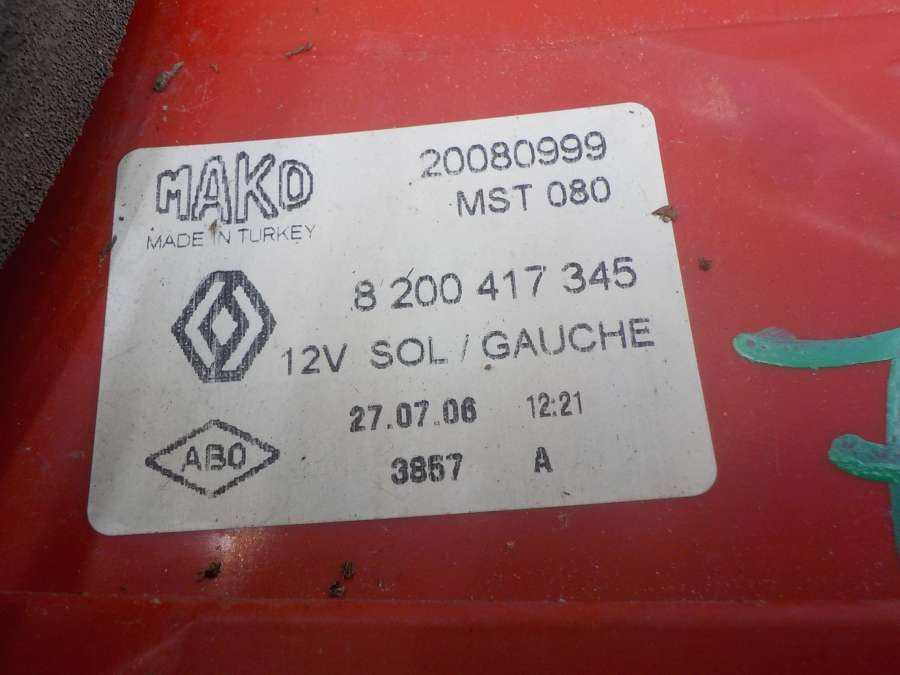 MAKO
MADE IN TURKEY
20080999
MST 080
8 200 417 345
12V SOL / GAUCHE
27.07.06 12:21
ABO
3857 A